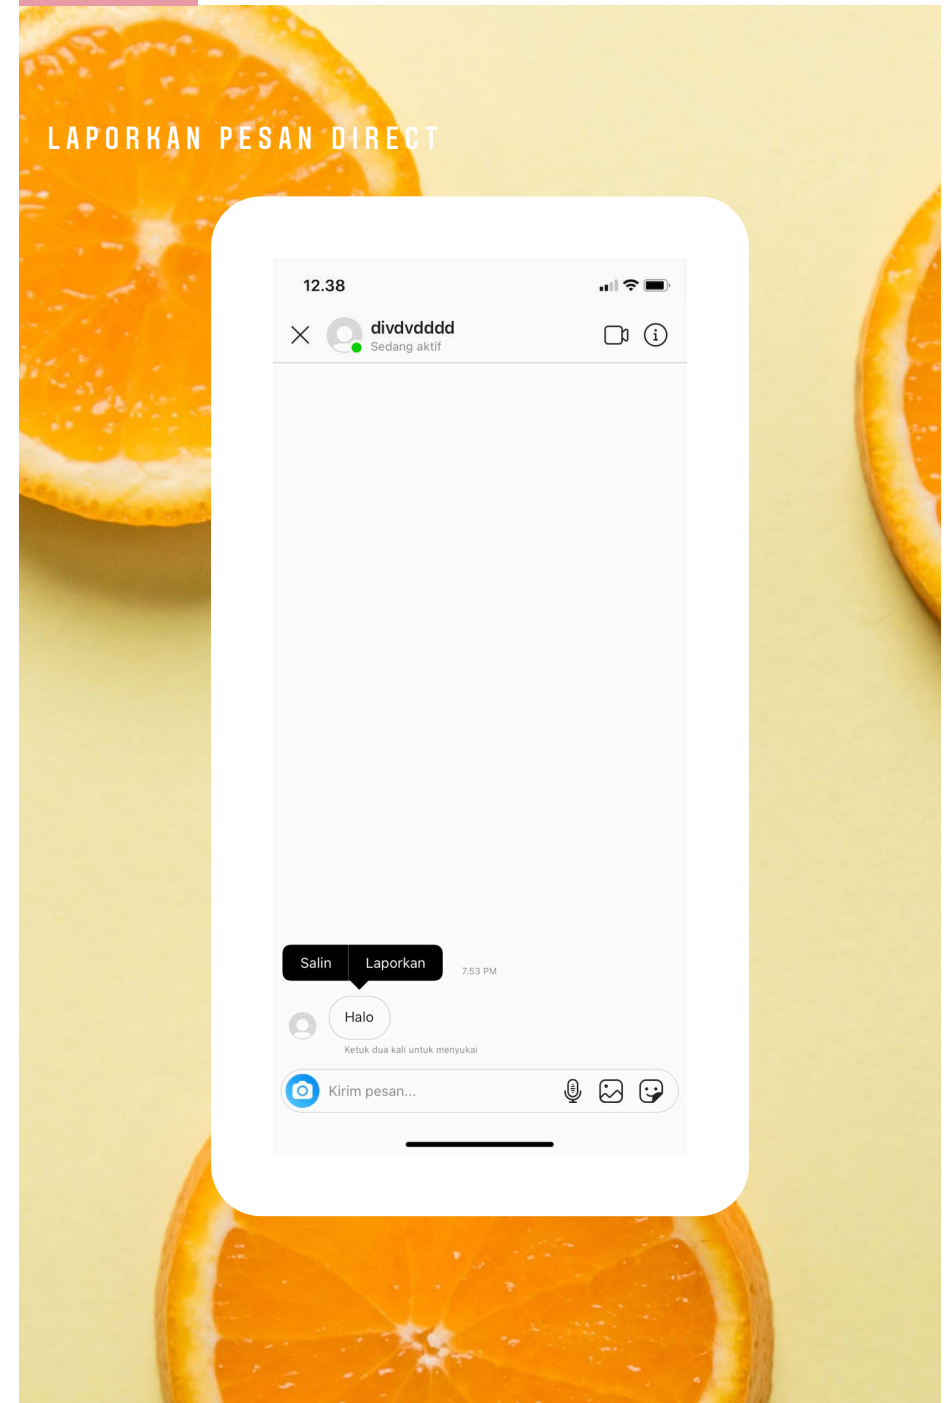 LAPORKAN PESAN DIRECT
12.38
divdvdddd
Sedang aktif
Salin Laporkan
7.53 PM
Halo
Ketuk dua kali untuk menyukai
Kirim pesan...